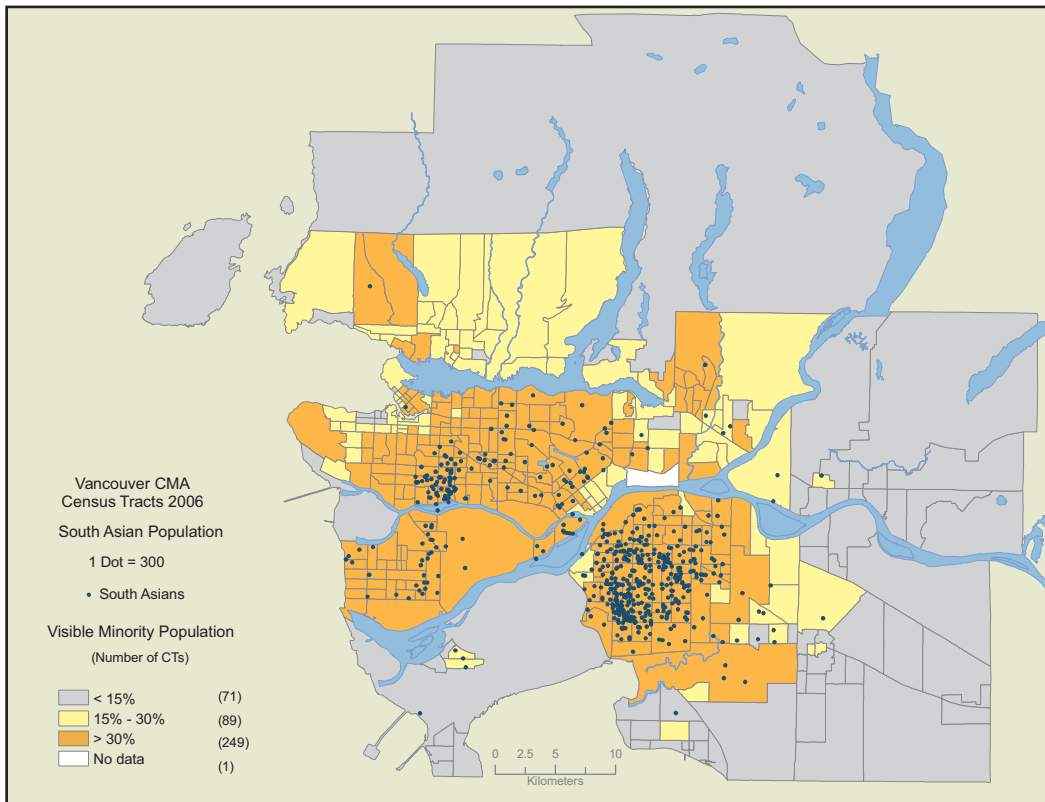 Vancouver CMA
Census Tracts 2006
South Asian Population
1 Dot = 300
South Asians
Visible Minority Population
(Number of CTs)
< 15% (71)
15% - 30% (89)
> 30% (249)
No data (1)
0 2.5 5 10
Kilometers